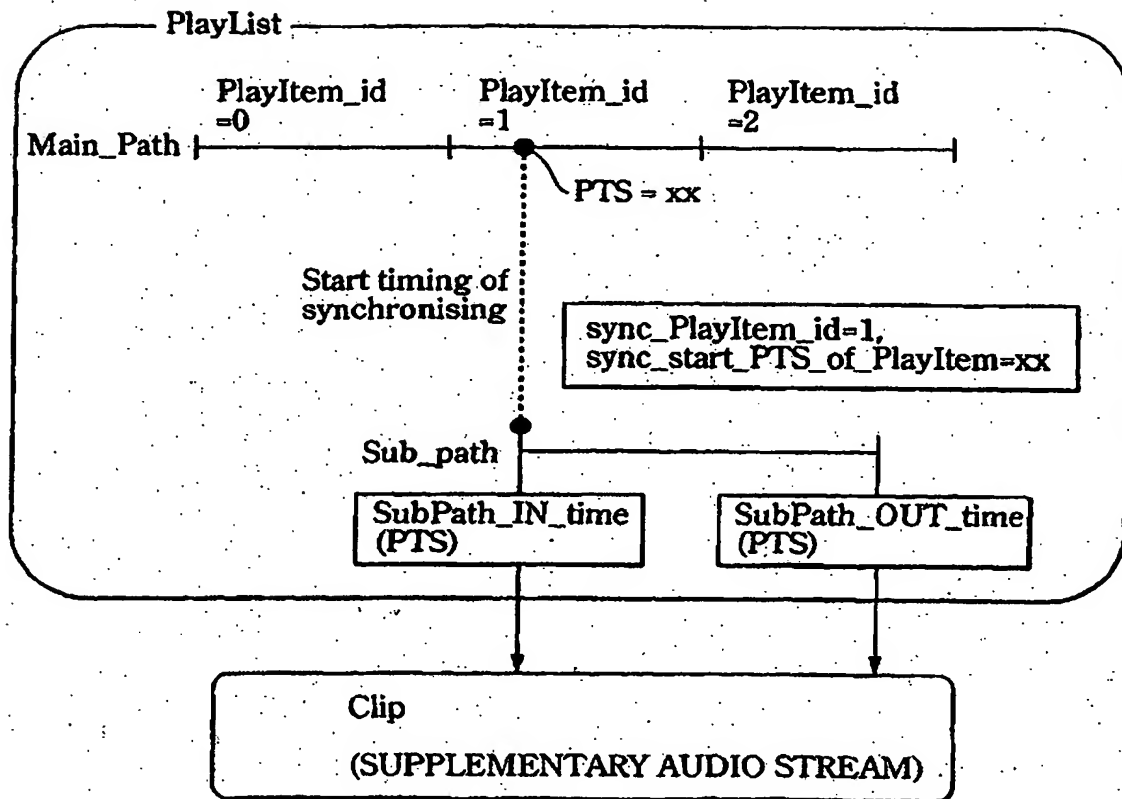 PlayList
PlayItem_id
=0
PlayItem_id
=1
PlayItem_id
=2
Main_Path
PTS = xx
Start timing of
synchronising
sync_PlayItem_id=1,
sync_start_PTS_of_PlayItem=xx
Sub_path
SubPath_IN_time
(PTS)
SubPath_OUT_time
(PTS)
Clip
(SUPPLEMENTARY AUDIO STREAM)